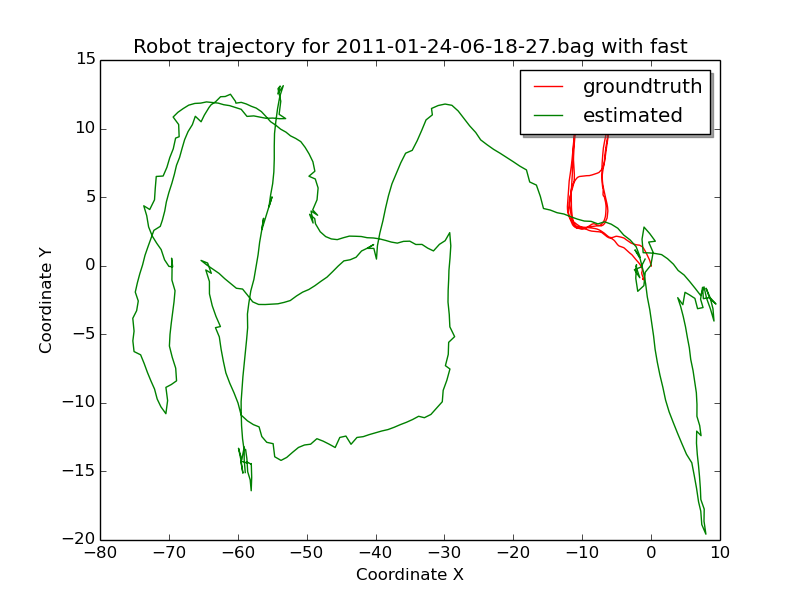 Robot trajectory for 2011-01-24-06-18-27.bag with fast
groundtruth
estimated
15
10
5
0
−5
−10
−15
−20
Coordinate Y
−80 −70 −60 −50 −40 −30 −20 −10 0 10
Coordinate X